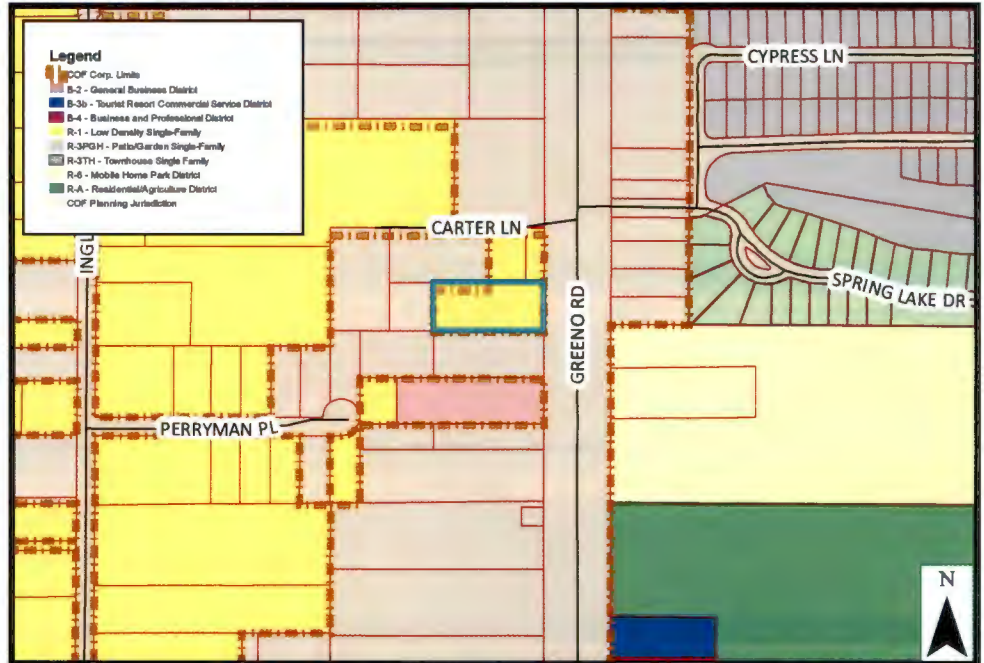 Legend
COF Corp. Limits
B-2 - General Business District
B-3b - Tourist Resort Commercial Service District
B-4 - Business and Professional District
R-1 - Low Density Single-Family
R-3PGH - Patio/Garden Single-Family
R-3TH - Townhouse Single Family
R-6 - Mobile Home Park District
R-A - Residential/Agriculture District
COF Planning Jurisdiction
CYPRESS LN
CARTER LN
INGL
SPRING LAKE DR
GREENO RD
PERRYMAN PL
N